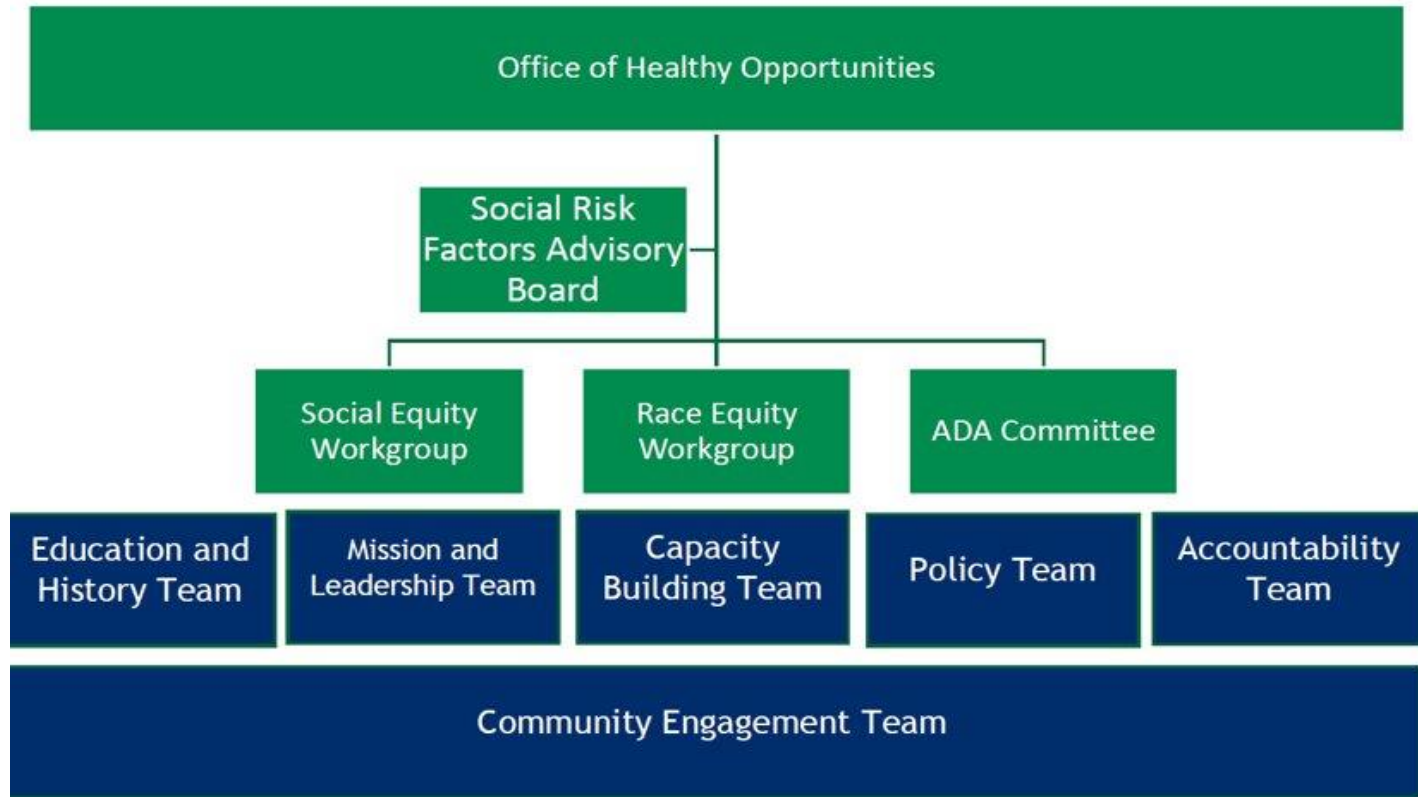 Office of Healthy Opportunities
Social Risk
Factors Advisory
Board
Social Equity
Workgroup
Race Equity
Workgroup
ADA Committee
Education and
History Team
Mission and
Leadership Team
Capacity
Building Team
Policy Team
Accountability
Team
Community Engagement Team